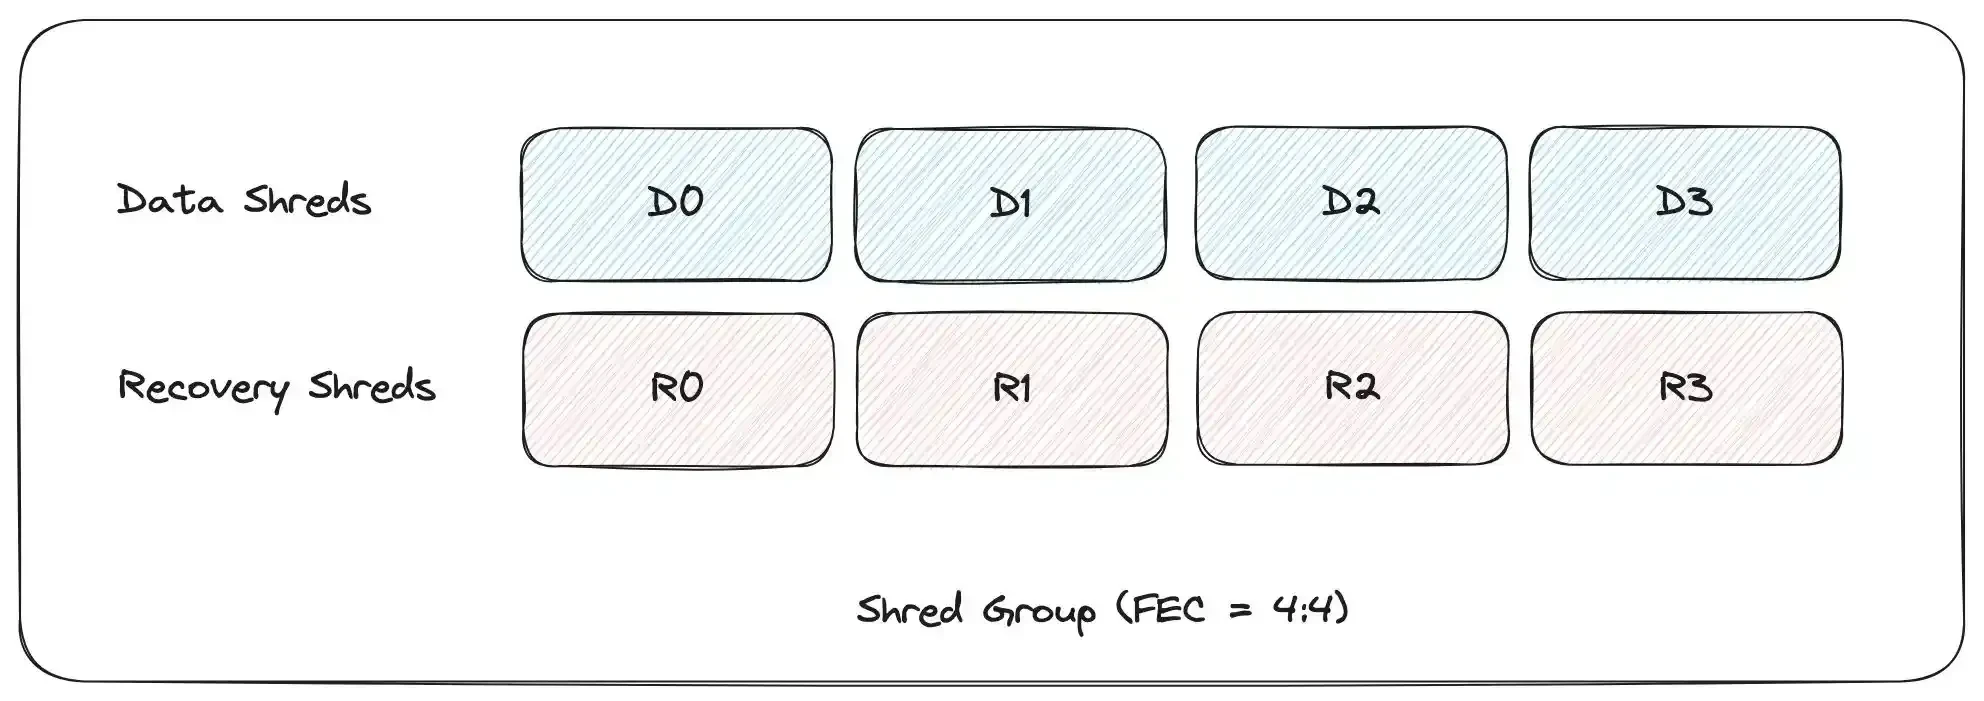 Data Shreds D0 D1 D2 D3
Recovery Shreds R0 R1 R2 R3
Shred Group (FEC = 4:4)